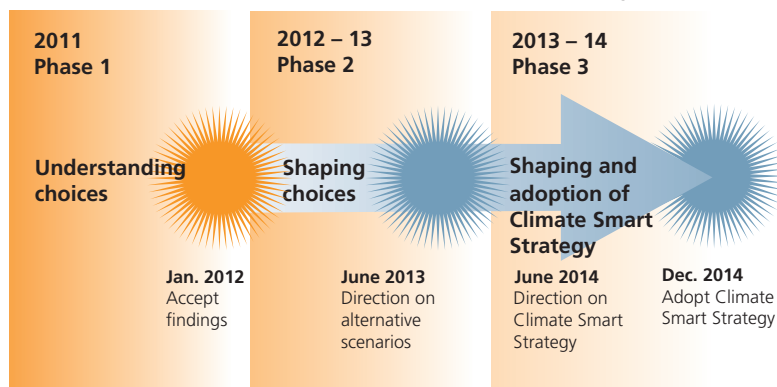 2011
Phase 1
2012 – 13
Phase 2
2013 – 14
Phase 3
Understanding
choices
Shaping
choices
Shaping and
adoption of
Climate Smart
Strategy
Jan. 2012
Accept
findings
June 2013
Direction on
alternative
scenarios
June 2014
Direction on
Climate Smart
Strategy
Dec. 2014
Adopt Climate
Smart Strategy